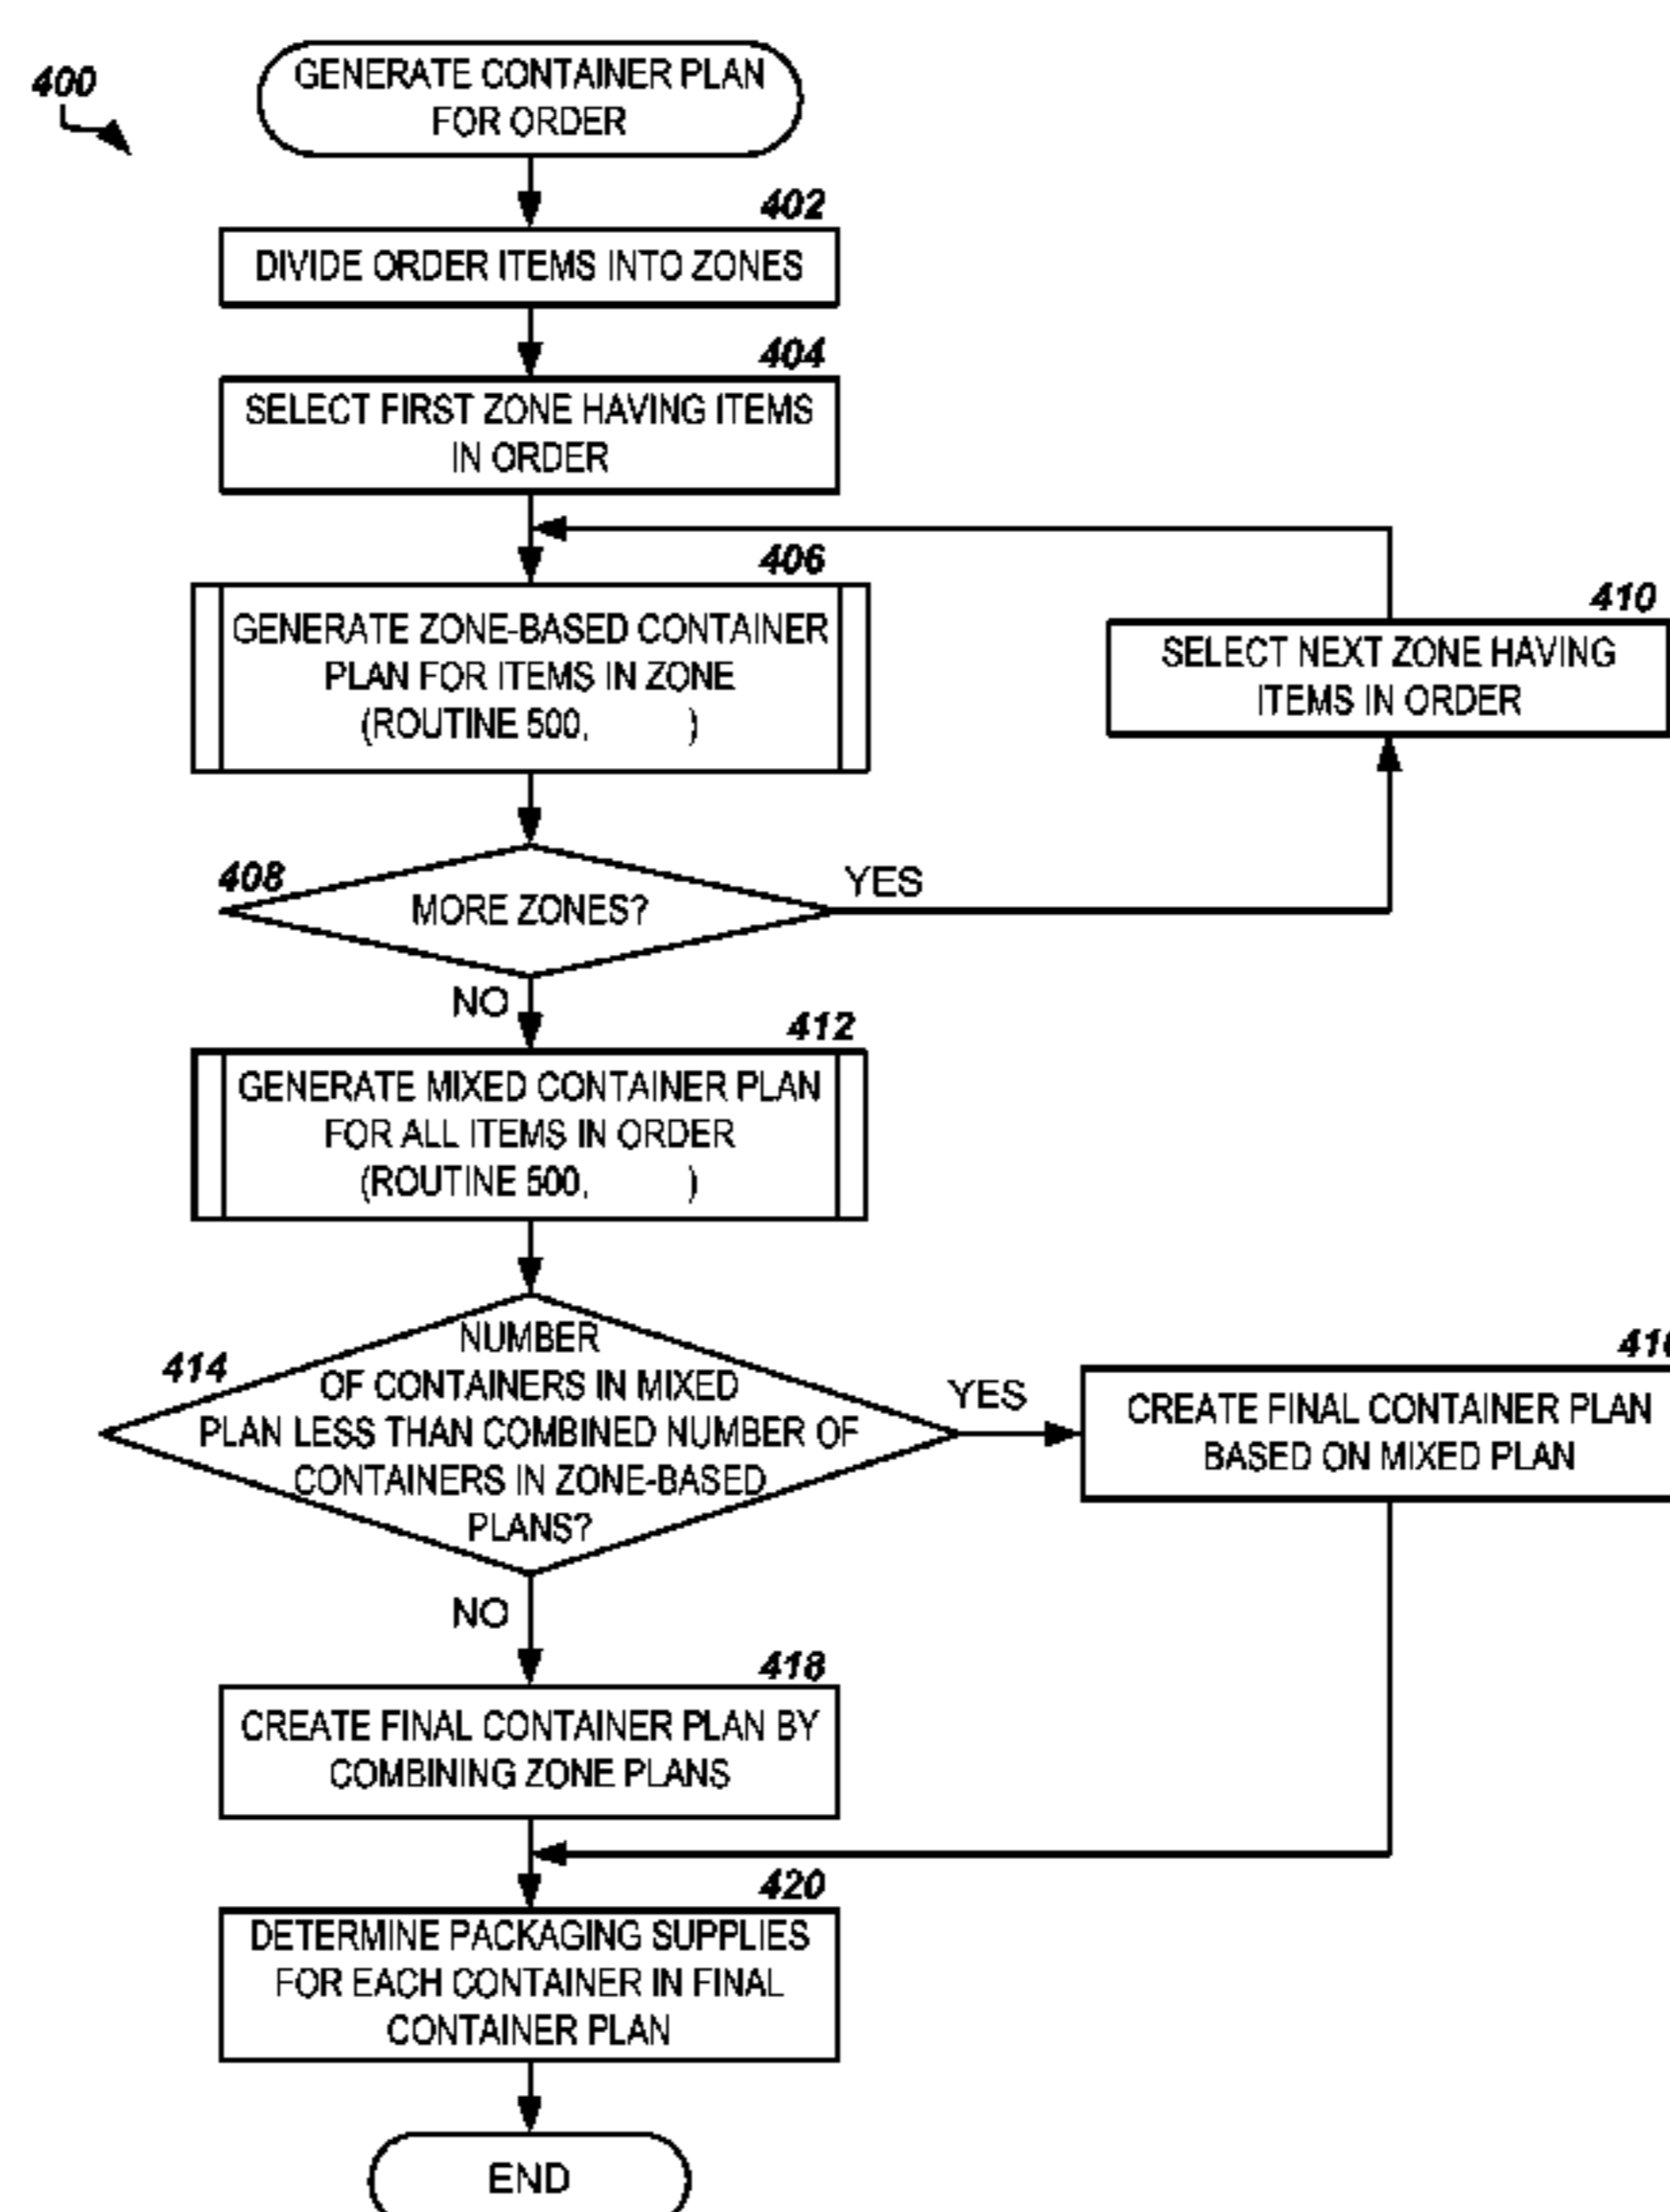 400
GENERATE CONTAINER PLAN
FOR ORDER
402
DIVIDE ORDER ITEMS INTO ZONES
404
SELECT FIRST ZONE HAVING ITEMS
IN ORDER
406
GENERATE ZONE-BASED CONTAINER
PLAN FOR ITEMS IN ZONE
(ROUTINE 500, )
410
SELECT NEXT ZONE HAVING
ITEMS IN ORDER
408
MORE ZONES?
YES
NO
412
GENERATE MIXED CONTAINER PLAN
FOR ALL ITEMS IN ORDER
(ROUTINE 500, )
414
NUMBER
OF CONTAINERS IN MIXED
PLAN LESS THAN COMBINED NUMBER OF
CONTAINERS IN ZONE-BASED
PLANS?
YES
416
CREATE FINAL CONTAINER PLAN
BASED ON MIXED PLAN
NO
418
CREATE FINAL CONTAINER PLAN BY
COMBINING ZONE PLANS
420
DETERMINE PACKAGING SUPPLIES
FOR EACH CONTAINER IN FINAL
CONTAINER PLAN
END